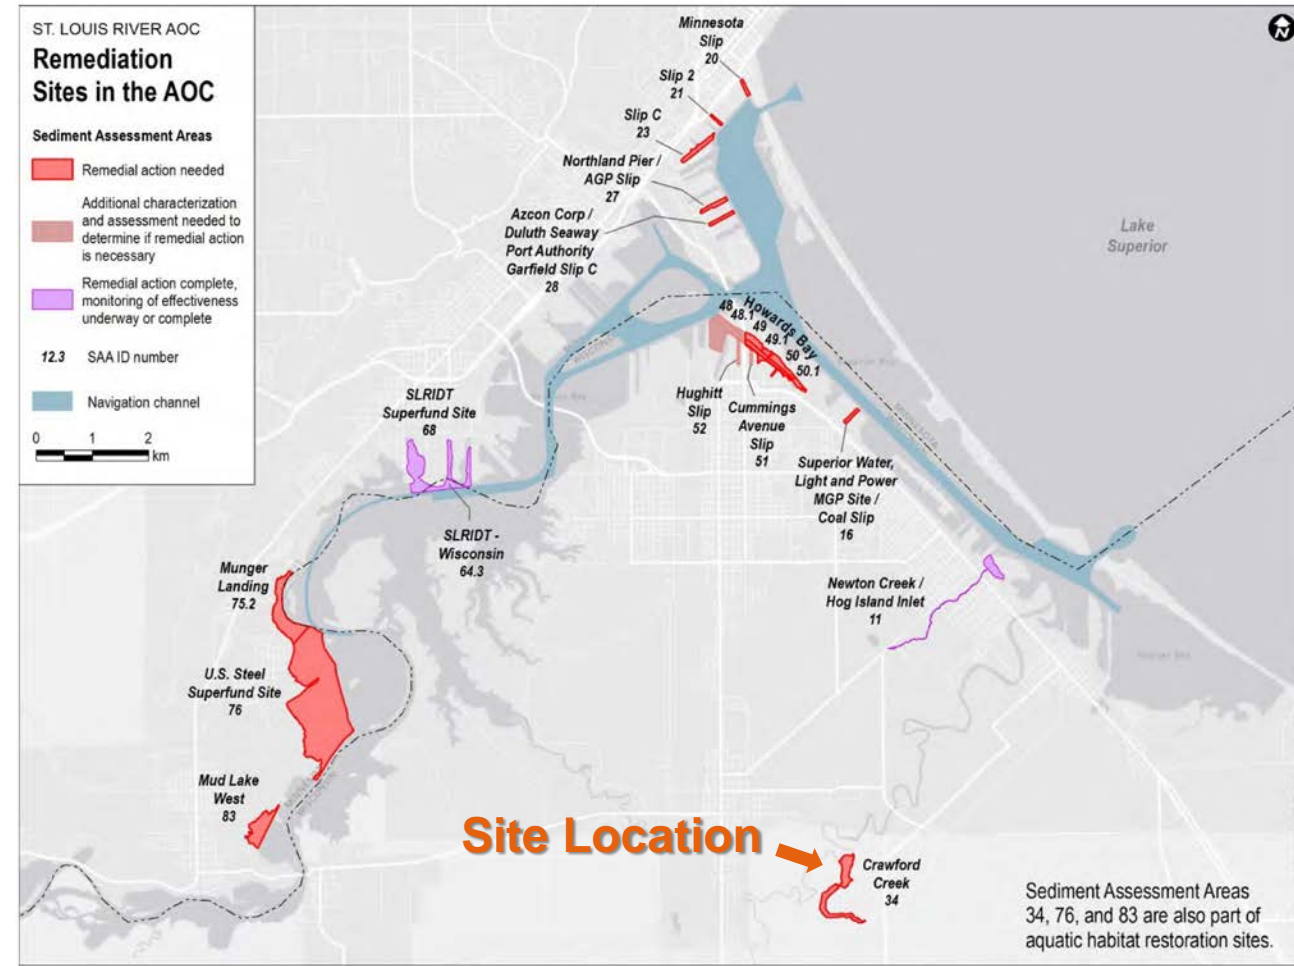 ST. LOUIS RIVER AOC
Remediation
Sites in the AOC
Sediment Assessment Areas
Remedial action needed
Additional characterization
and assessment needed to
determine if remedial action
is necessary
Remedial action complete,
monitoring of effectiveness
underway or complete
12.3 SAA ID number
Navigation channel
0 1 2
km
N
Minnesota
Slip
20
Slip 2
21
Slip C
23
Northland Pier /
AGP Slip
27
Azcon Corp /
Duluth Seaway
Port Authority
Garfield Slip C
28
Lake
Superior
Howards Bay
48
48.1
49
49.1
50
50.1
Hughitt
Slip
52
Cummings
Avenue
Slip
51
Superior Water,
Light and Power
MGP Site /
Coal Slip
16
SLRIDT
Superfund Site
68
SLRIDT -
Wisconsin
64.3
Newton Creek /
Hog Island Inlet
11
Munger
Landing
75.2
U.S. Steel
Superfund Site
76
Mud Lake
West
83
MINNESOTA
Site Location
Crawford
Creek
34
Sediment Assessment Areas
34, 76, and 83 are also part of
aquatic habitat restoration sites.